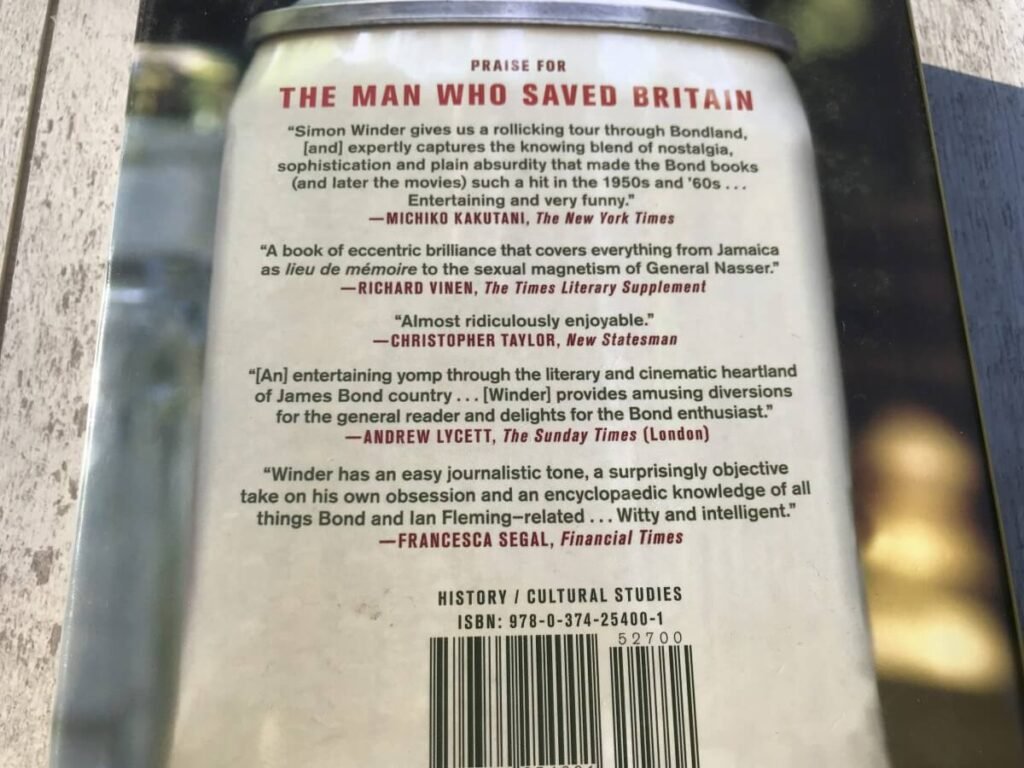 PRAISE FOR
THE MAN WHO SAVED BRITAIN
“Simon Winder gives us a rollicking tour through Bondland,
[and] expertly captures the knowing blend of nostalgia,
sophistication and plain absurdity that made the Bond books
(and later the movies) such a hit in the 1950s and ’60s . . .
Entertaining and very funny.”
—MICHIKO KAKUTANI, The New York Times
“A book of eccentric brilliance that covers everything from Jamaica
as lieu de mémoire to the sexual magnetism of General Nasser.”
—RICHARD VINEN, The Times Literary Supplement
“Almost ridiculously enjoyable.”
—CHRISTOPHER TAYLOR, New Statesman
“[An] entertaining yomp through the literary and cinematic heartland
of James Bond country . . . [Winder] provides amusing diversions
for the general reader and delights for the Bond enthusiast.”
—ANDREW LYCETT, The Sunday Times (London)
“Winder has an easy journalistic tone, a surprisingly objective
take on his own obsession and an encyclopaedic knowledge of all
things Bond and Ian Fleming–related . . . Witty and intelligent.”
—FRANCESCA SEGAL, Financial Times
HISTORY / CULTURAL STUDIES
ISBN: 978-0-374-25400-1
52700